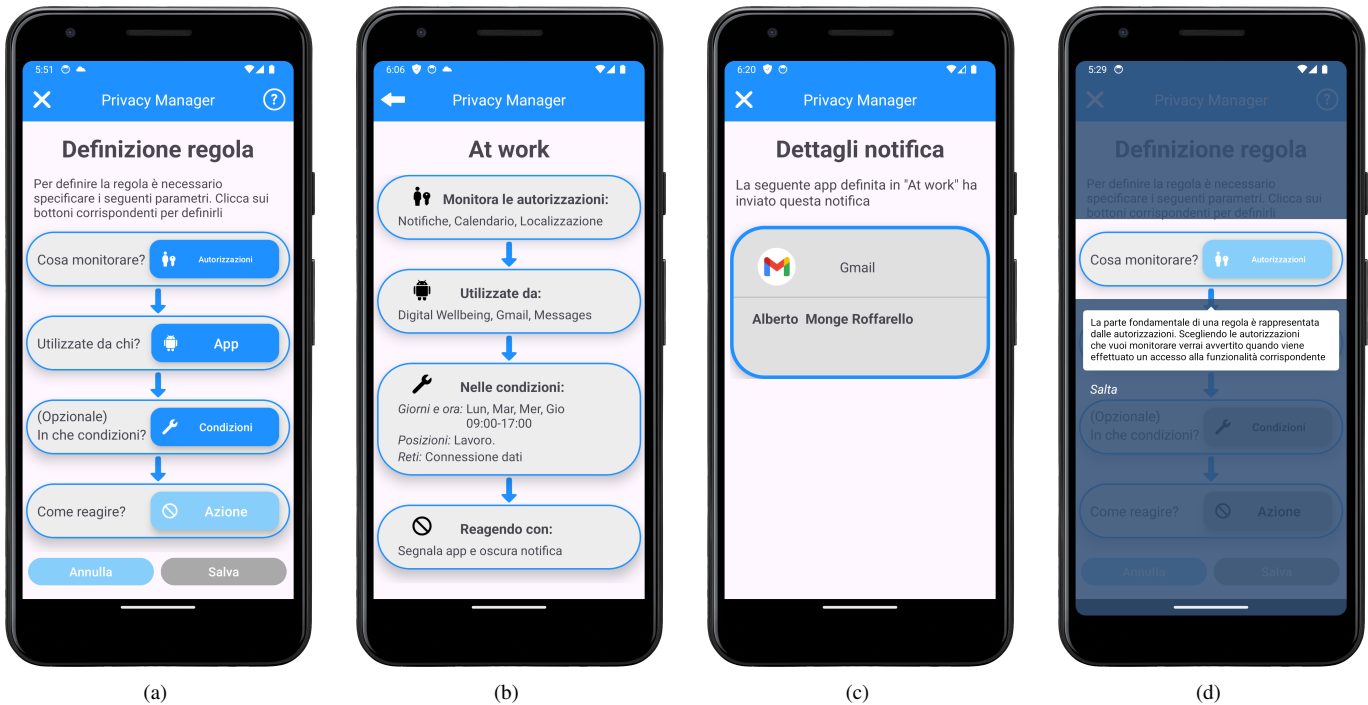 5:51
Privacy Manager
?
Definizione regola
Per definire la regola è necessario
specificare i seguenti parametri. Clicca sui
bottoni corrispondenti per definirli
Cosa monitorare? Autorizzazioni
Utilizzate da chi? App
(Opzionale)
In che condizioni? Condizioni
Come reagire? Azione
Annulla Salva
(a)
6:06
Privacy Manager
At work
Monitora le autorizzazioni:
Notifiche, Calendario, Localizzazione
Utilizzate da:
Digital Wellbeing, Gmail, Messages
Nelle condizioni:
Giorni e ora: Lun, Mar, Mer, Gio
09:00-17:00
Posizioni: Lavoro.
Reti: Connessione dati
Reagendo con:
Segnala app e oscura notifica
(b)
6:20
Privacy Manager
Dettagli notifica
La seguente app definita in "At work" ha
inviato questa notifica
Gmail
Alberto Monge Roffarello
(c)
5:29
Privacy Manager
?
Definizione regola
Per definire la regola è necessario
specificare i seguenti parametri. Clicca sui
bottoni corrispondenti per definirli
Cosa monitorare? Autorizzazioni
La parte fondamentale di una regola è rappresentata
dalle autorizzazioni. Scegliendo le autorizzazioni
che vuoi monitorare verrai avvertito quando viene
effettuato un accesso alla funzionalità corrispondente
Salta
(Opzionale)
In che condizioni? Condizioni
Come reagire? Azione
Annulla Salva
(d)